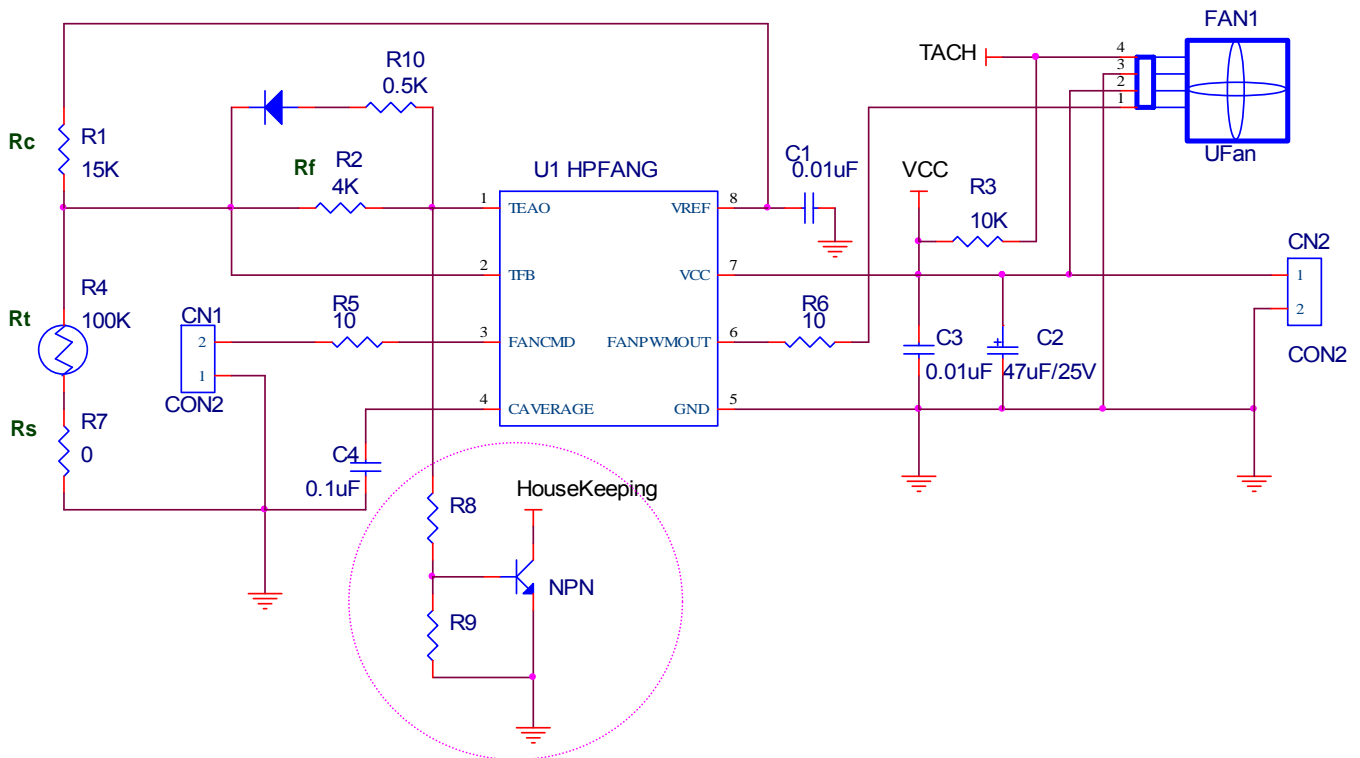 FAN1
TACH
4
3
2
1
UFan
R10
0.5K
Rc
R1
15K
Rf
R2
4K
U1 HPFANG
C1
0.01uF
VCC
R3
10K
1
TEAO
VREF
8
2
TFB
VCC
7
CN2
1
2
CON2
R4
Rt
100K
CN1
2
1
CON2
R5
10
3
FANCMD
FANPWMOUT
6
R6
10
C3
0.01uF
C2
47uF/25V
4
CAVERAGE
GND
5
Rs
R7
0
C4
0.1uF
HouseKeeping
R8
NPN
R9